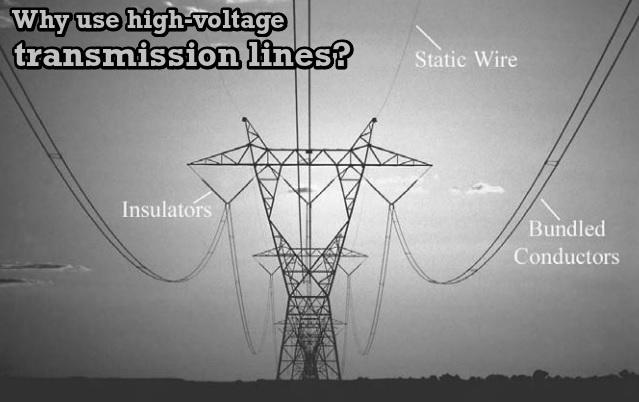 Why use high-voltage
transmission lines?
Static Wire
Insulators
Bundled
Conductors